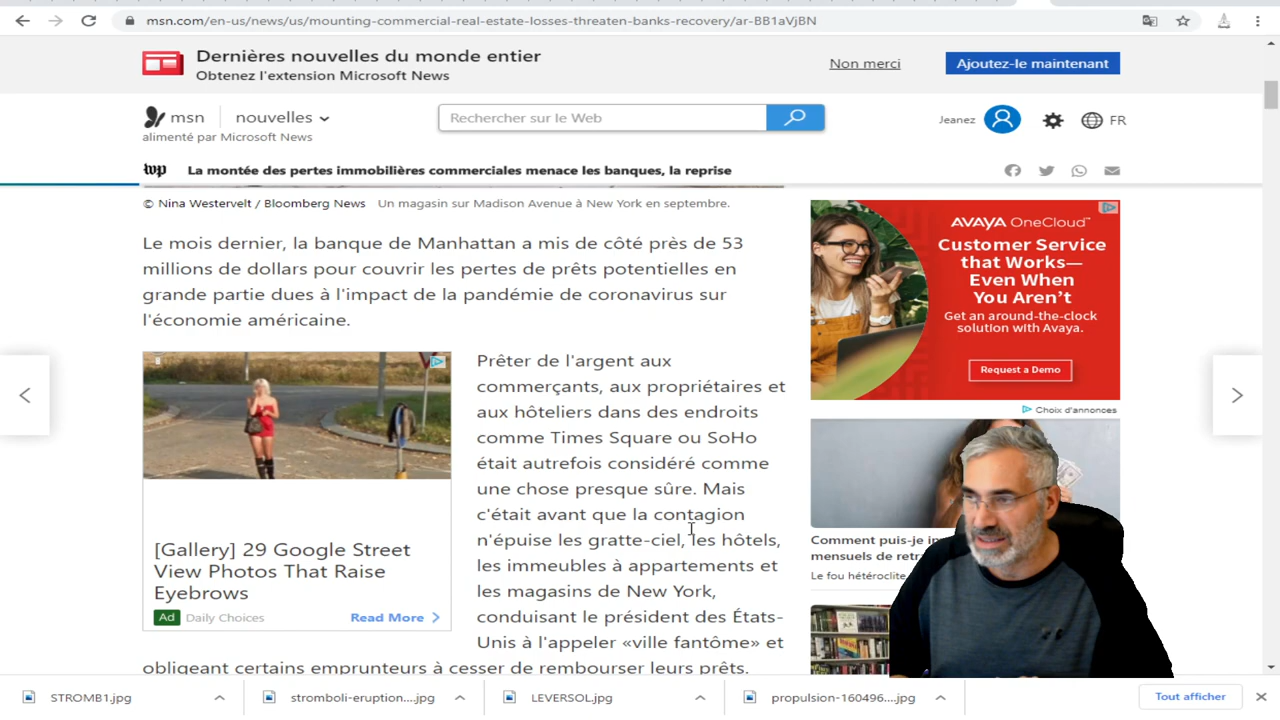 msn.com/en-us/news/us/mounting-commercial-real-estate-losses-threaten-banks-recovery/ar-BB1aVjBN
Dernières nouvelles du monde entier
Obtenez l'extension Microsoft News
Non merci
Ajoutez-le maintenant
msn
nouvelles
alimenté par Microsoft News
Rechercher sur le Web
Jeanez
FR
wp
La montée des pertes immobilières commerciales menace les banques, la reprise
© Nina Westervelt / Bloomberg News Un magasin sur Madison Avenue à New York en septembre.
Le mois dernier, la banque de Manhattan a mis de côté près de 53
millions de dollars pour couvrir les pertes de prêts potentielles en
grande partie dues à l'impact de la pandémie de coronavirus sur
l'économie américaine.
Prêter de l'argent aux
commerçants, aux propriétaires et
aux hôteliers dans des endroits
comme Times Square ou SoHo
était autrefois considéré comme
une chose presque sûre. Mais
c'était avant que la contagion
n'épuise les gratte-ciel, les hôtels,
les immeubles à appartements et
les magasins de New York,
conduisant le président des États-
Unis à l'appeler «ville fantôme» et
obligeant certains emprunteurs à cesser de rembourser leurs prêts.
[Gallery] 29 Google Street
View Photos That Raise
Eyebrows
Ad Daily Choices
Read More
AVAYA OneCloud™
Customer Service
that Works—
Even When
You Aren't
Get an around-the-clock
solution with Avaya.
Request a Demo
Choix d'annonces
Comment puis-je
mensuels de
Le fou hétéroclite
STROMB1.jpg
stromboli-eruption....jpg
LEVERSOL.jpg
propulsion-160496....jpg
Tout afficher